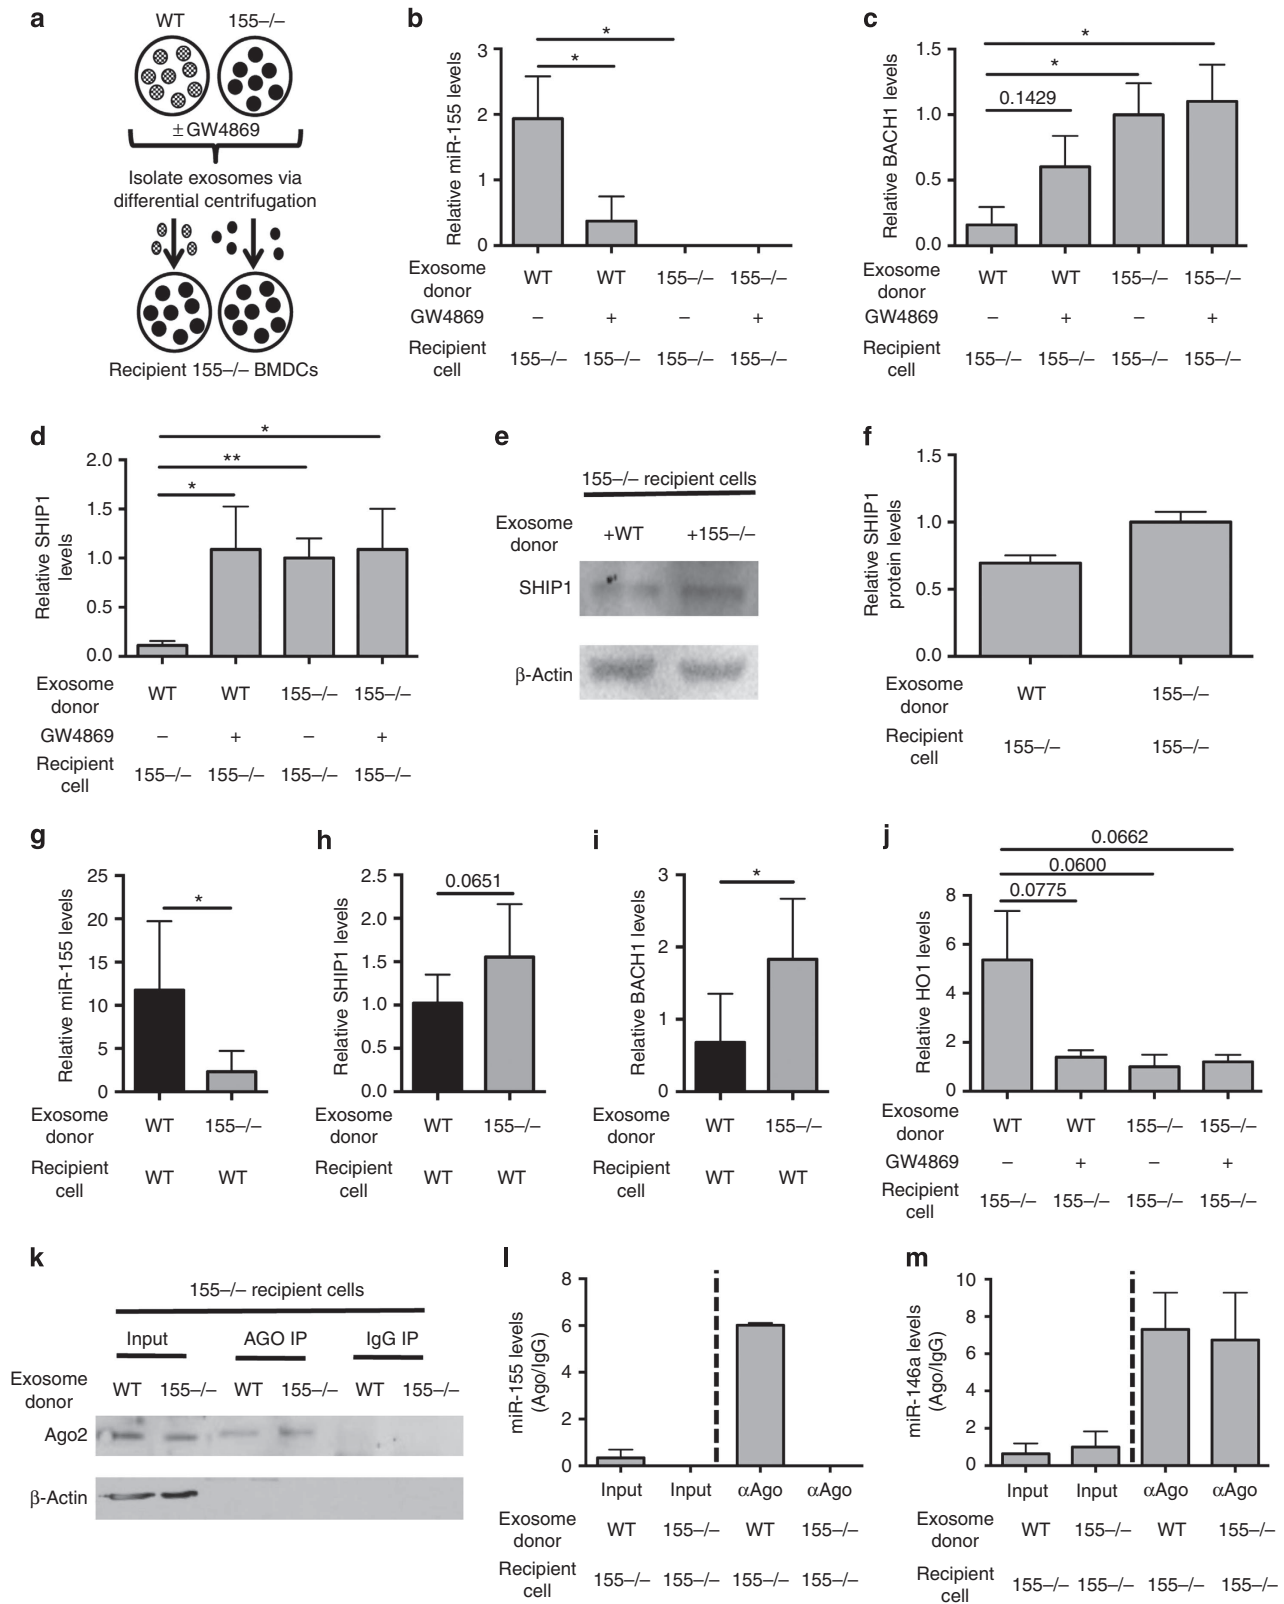 a
WT 155–/–
± GW4869
Isolate exosomes via
differential centrifugation
Recipient 155–/– BMDCs
b
*
*
Relative miR-155 levels
3
2
1
0
Exosome donor WT WT 155–/– 155–/–
GW4869 – + – +
Recipient cell 155–/– 155–/– 155–/– 155–/–
c
*
*
0.1429
Relative BACH1 levels
1.5
1.0
0.5
0.0
Exosome donor WT WT 155–/– 155–/–
GW4869 – + – +
Recipient cell 155–/– 155–/– 155–/– 155–/–
d
*
**
*
Relative SHIP1
levels
2.0
1.5
1.0
0.5
0.0
Exosome donor WT WT 155–/– 155–/–
GW4869 – + – +
Recipient cell 155–/– 155–/– 155–/– 155–/–
e
155–/– recipient cells
Exosome donor +WT +155–/–
SHIP1
β-Actin
f
Relative SHIP1
protein levels
1.5
1.0
0.5
0.0
Exosome donor WT 155–/–
Recipient cell 155–/– 155–/–
g
*
Relative miR-155 levels
25
20
15
10
5
0
Exosome donor WT 155–/–
Recipient cell WT WT
h
0.0651
Relative SHIP1 levels
2.5
2.0
1.5
1.0
0.5
0.0
Exosome donor WT 155–/–
Recipient cell WT WT
i
*
Relative BACH1 levels
3
2
1
0
Exosome donor WT 155–/–
Recipient cell WT WT
j
0.0662
0.0600
0.0775
Relative HO1 levels
8
6
4
2
0
Exosome donor WT WT 155–/– 155–/–
GW4869 – + – +
Recipient cell 155–/– 155–/– 155–/– 155–/–
k
155–/– recipient cells
Input AGO IP IgG IP
Exosome donor WT 155–/– WT 155–/– WT 155–/–
Ago2
β-Actin
l
miR-155 levels
(Ago/IgG)
8
6
4
2
0
Input Input αAgo αAgo
Exosome donor WT 155–/– WT 155–/–
Recipient cell 155–/– 155–/– 155–/– 155–/–
m
miR-146a levels
(Ago/IgG)
10
8
6
4
2
0
Input Input αAgo αAgo
Exosome donor WT 155–/– WT 155–/–
Recipient cell 155–/– 155–/– 155–/– 155–/–